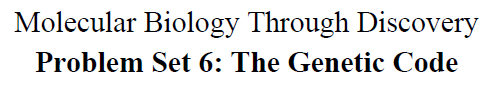 Molecular Biology Through Discovery
Problem Set 6: The Genetic Code